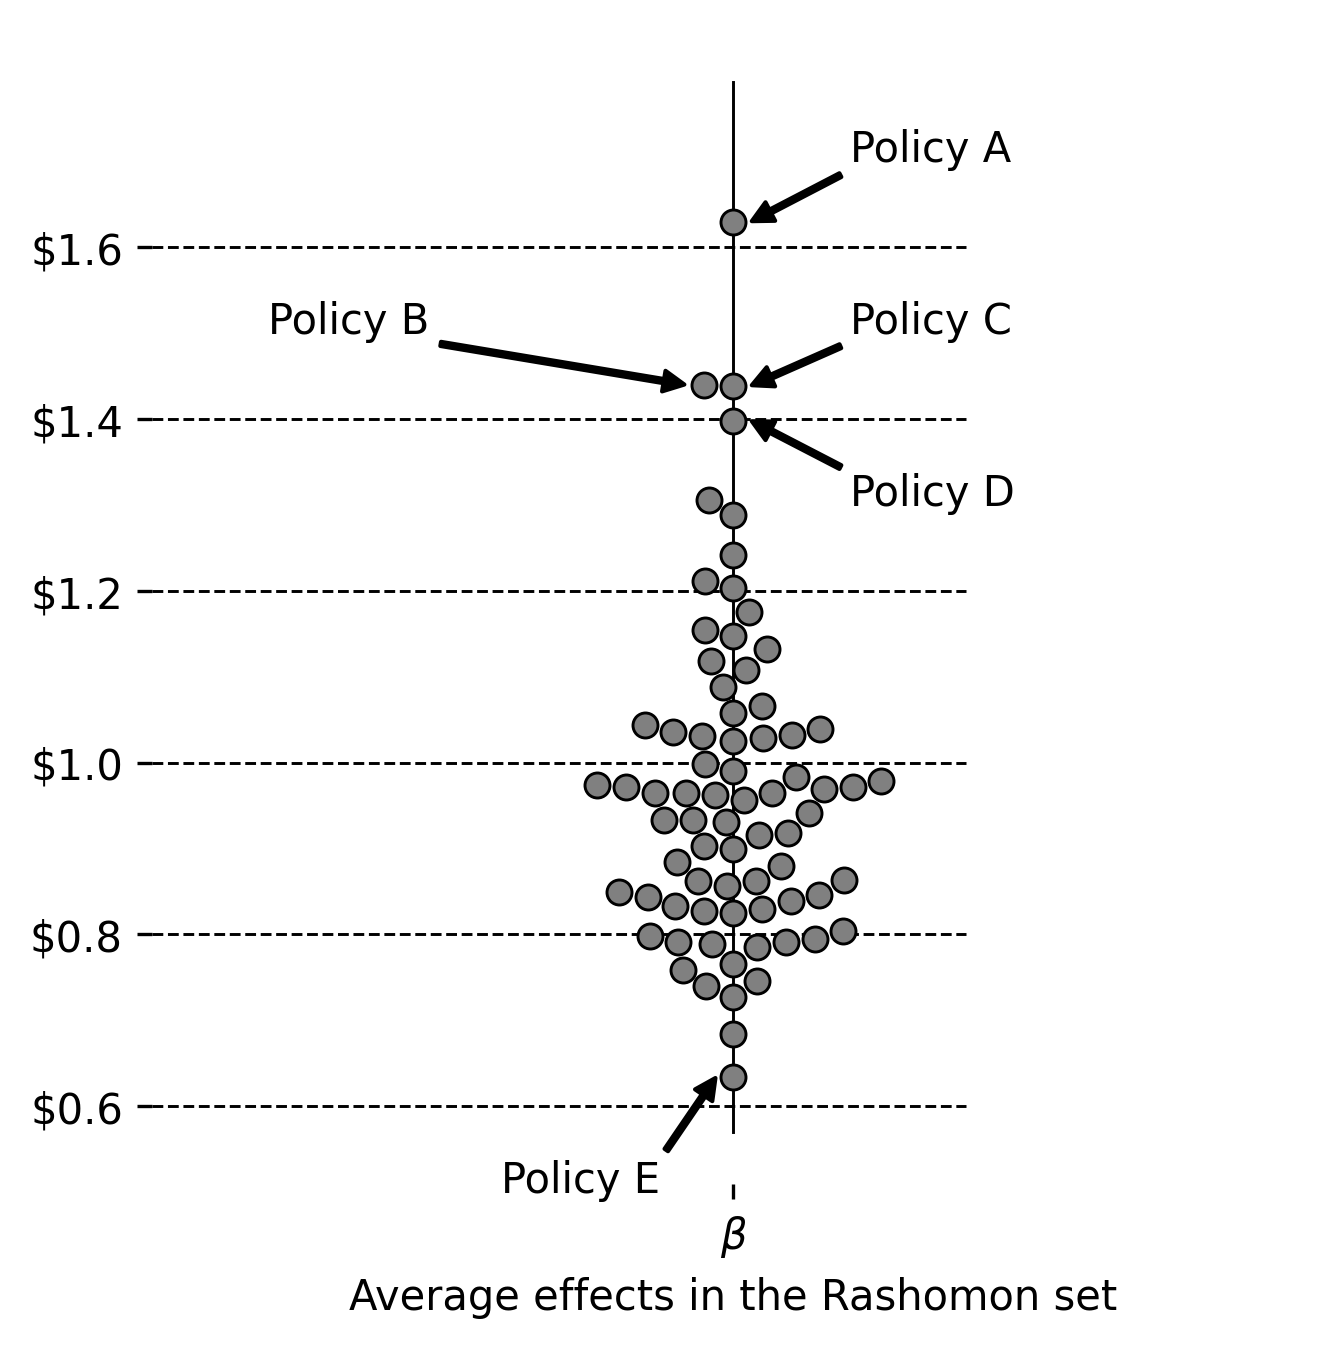 Policy A
$1.6
Policy B
Policy C
$1.4
Policy D
$1.2
$1.0
$0.8
$0.6
Policy E
β
Average effects in the Rashomon set